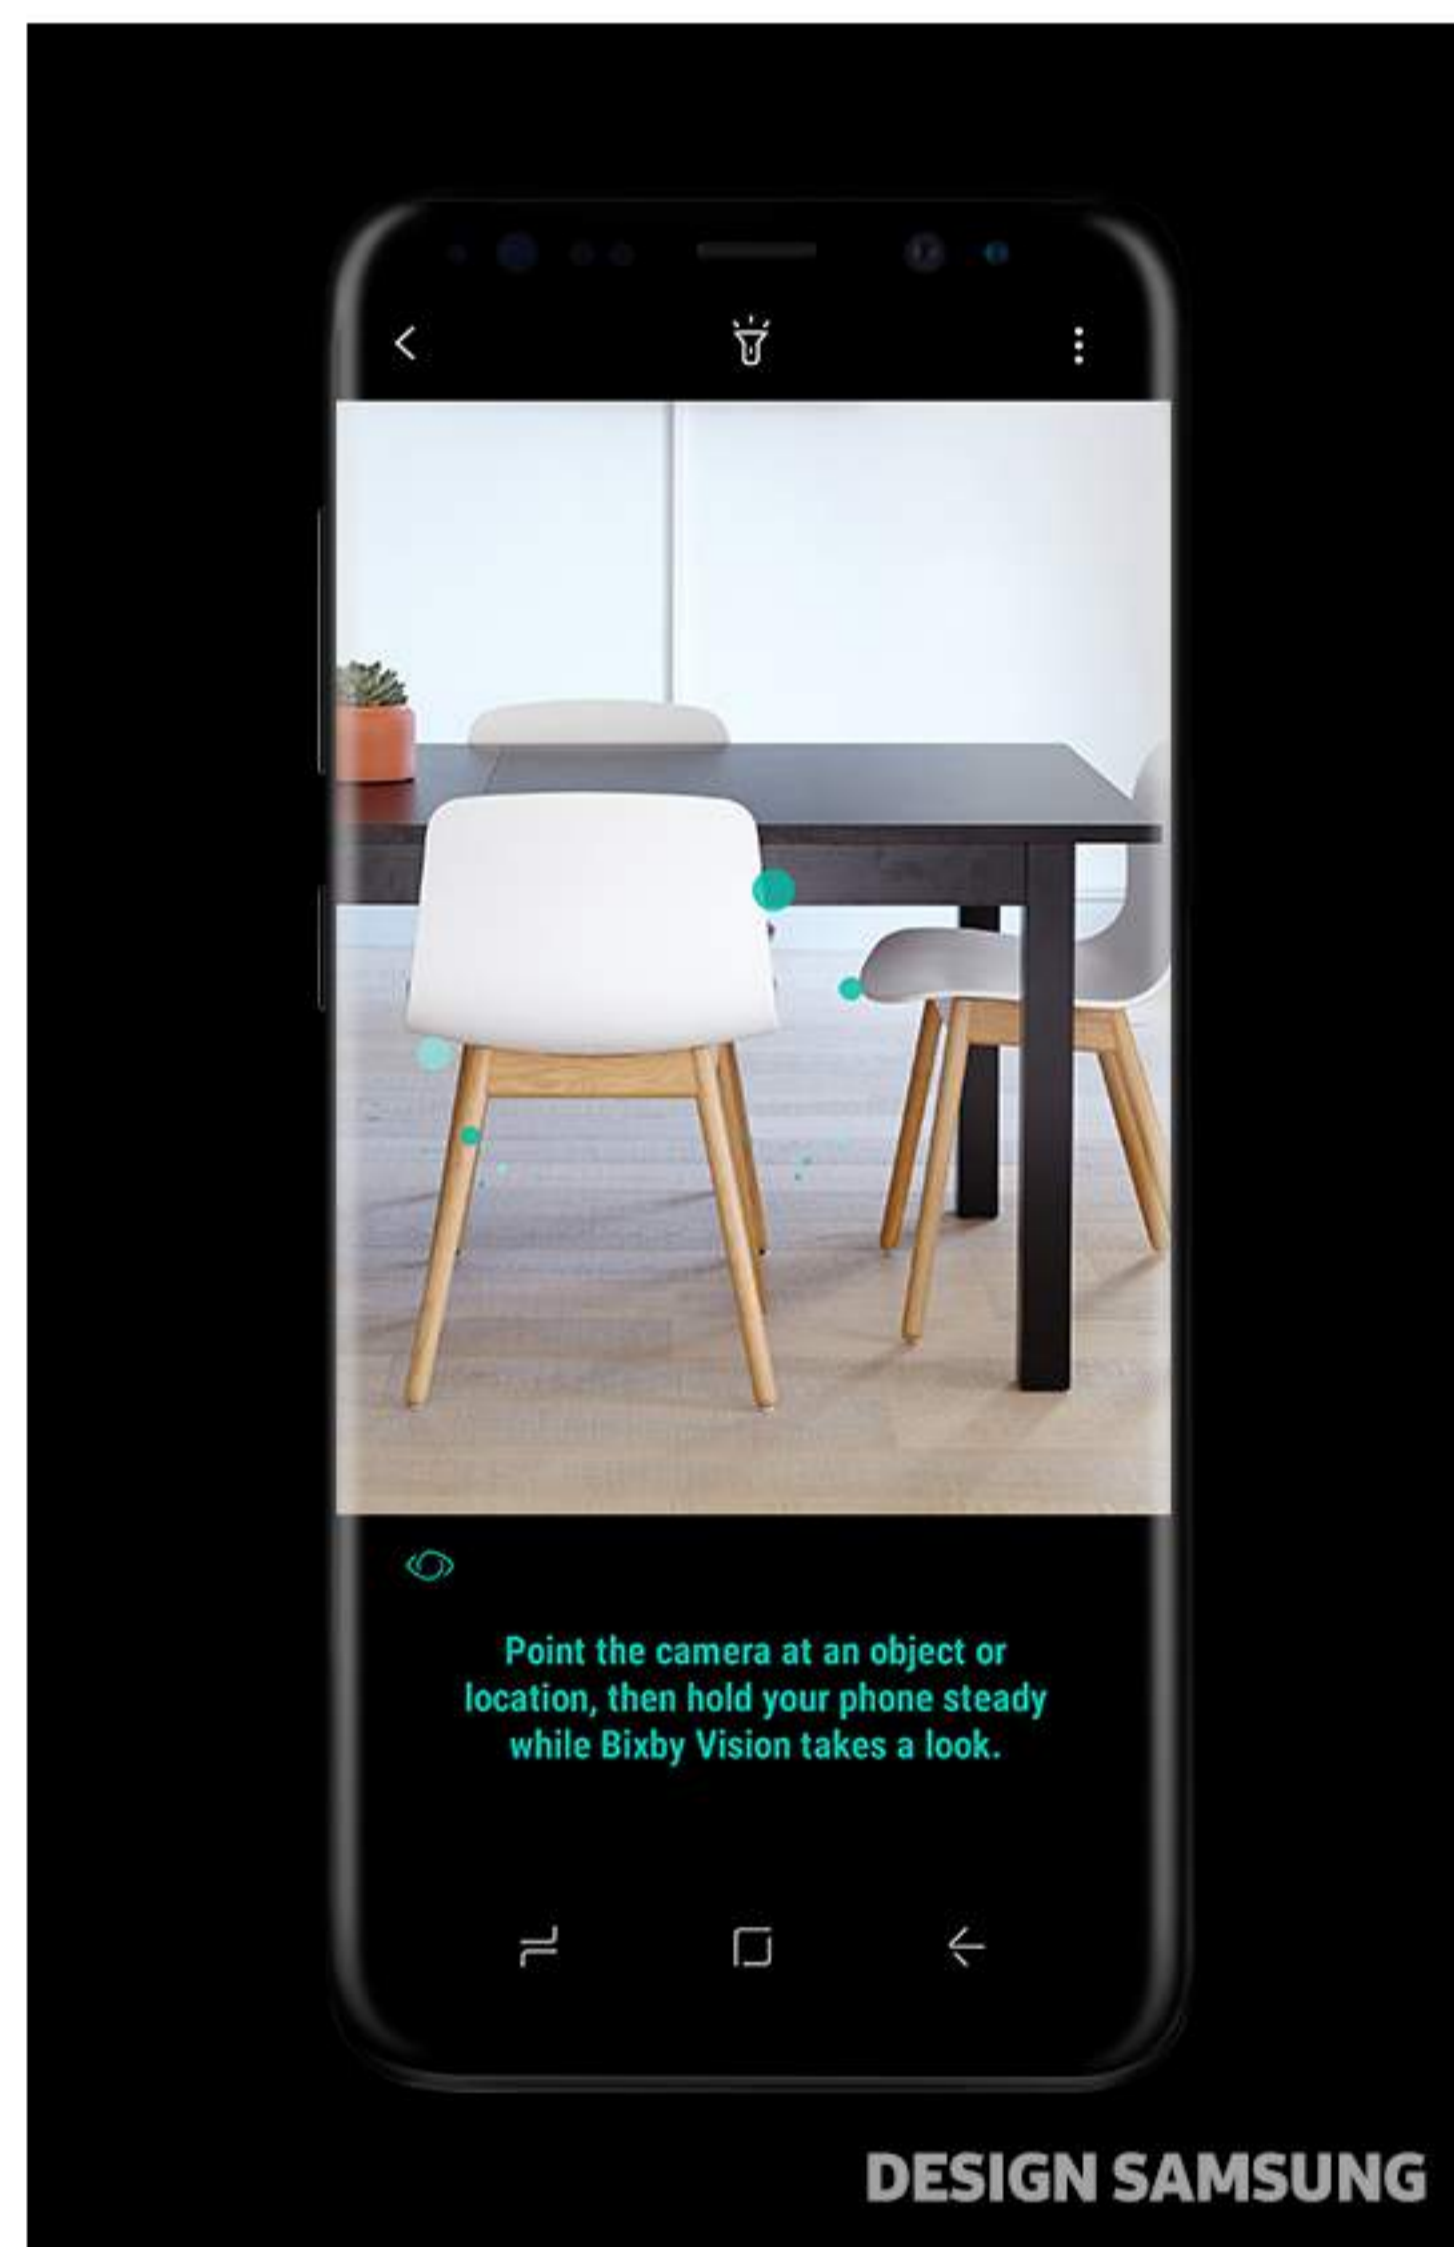 Point the camera at an object or
location, then hold your phone steady
while Bixby Vision takes a look.
DESIGN SAMSUNG